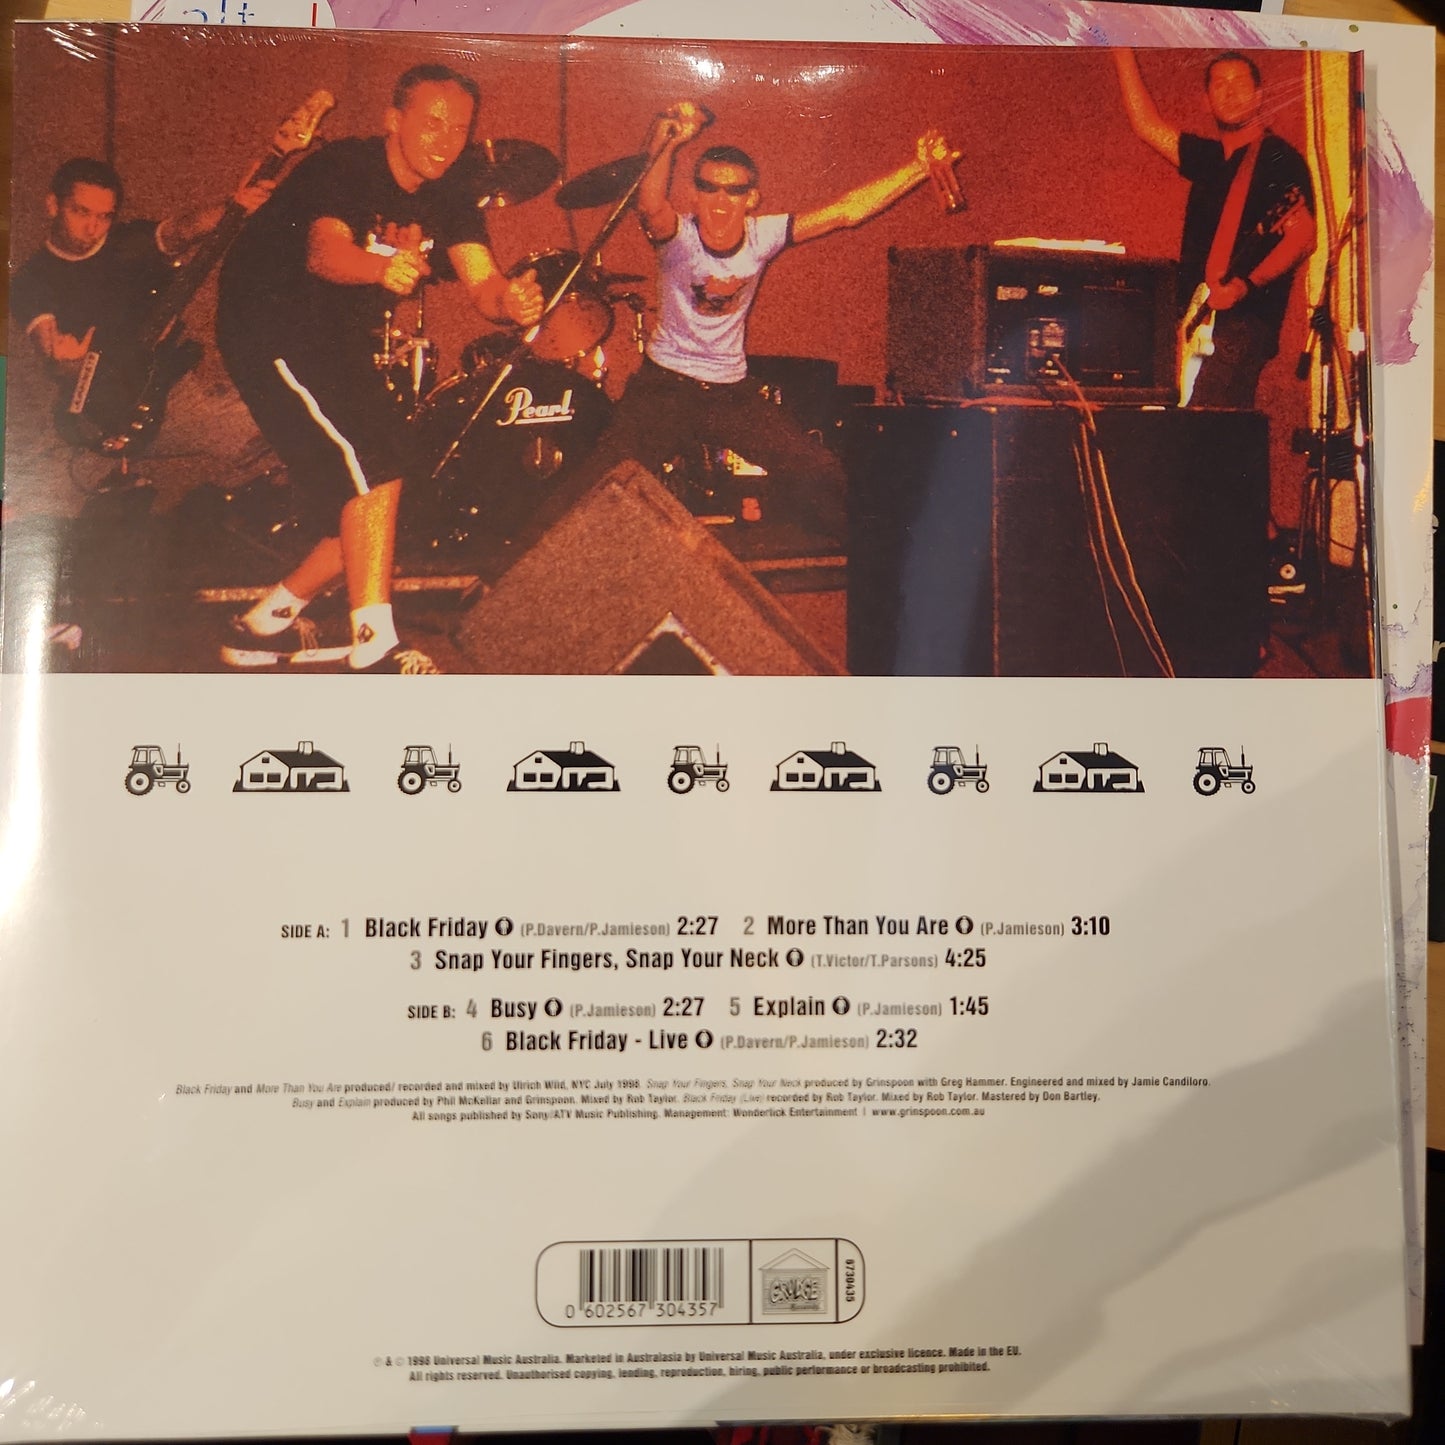 Pearl
SIDE A: 1 Black Friday (P.Davern/P.Jamieson) 2:27 2 More Than You Are (P.Jamieson) 3:10
3 Snap Your Fingers, Snap Your Neck (T.Victor/T.Parsons) 4:25
SIDE B: 4 Busy (P.Jamieson) 2:27 5 Explain (P.Jamieson) 1:45
6 Black Friday - Live (P.Davern/P.Jamieson) 2:32
Black Friday and More Than You Are produced/ recorded and mixed by Ulrich Wild, NYC July 1998. Snap Your Fingers, Snap Your Neck produced by Grinspoon with Greg Hammer. Engineered and mixed by Jamie Candiloro.
Busy and Explain produced by Phil McKellar and Grinspoon. Mixed by Rob Taylor. Black Friday (Live) recorded by Rob Taylor. Mixed by Rob Taylor. Mastered by Don Bartley.
All songs published by Sony/ATV Music Publishing. Management: Wonderlick Entertainment | www.grinspoon.com.au
0 602567 304357
GRUDGE
Records
6730435
℗ & © 1998 Universal Music Australia. Marketed in Australasia by Universal Music Australia, under exclusive licence. Made in the EU.
All rights reserved. Unauthorised copying, lending, reproduction, hiring, public performance or broadcasting prohibited.